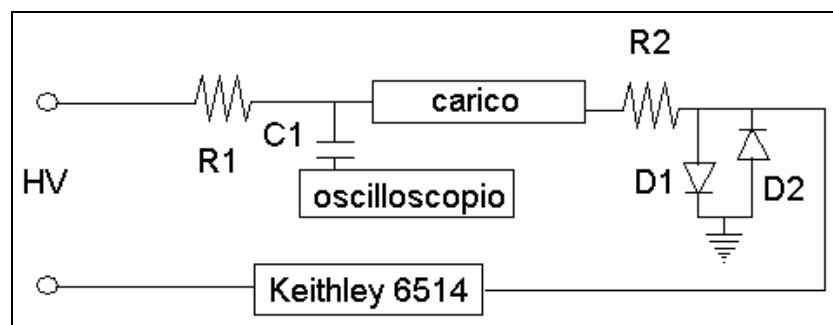 R2
carico
C1
R1
oscilloscopio
HV
D1
D2
Keithley 6514